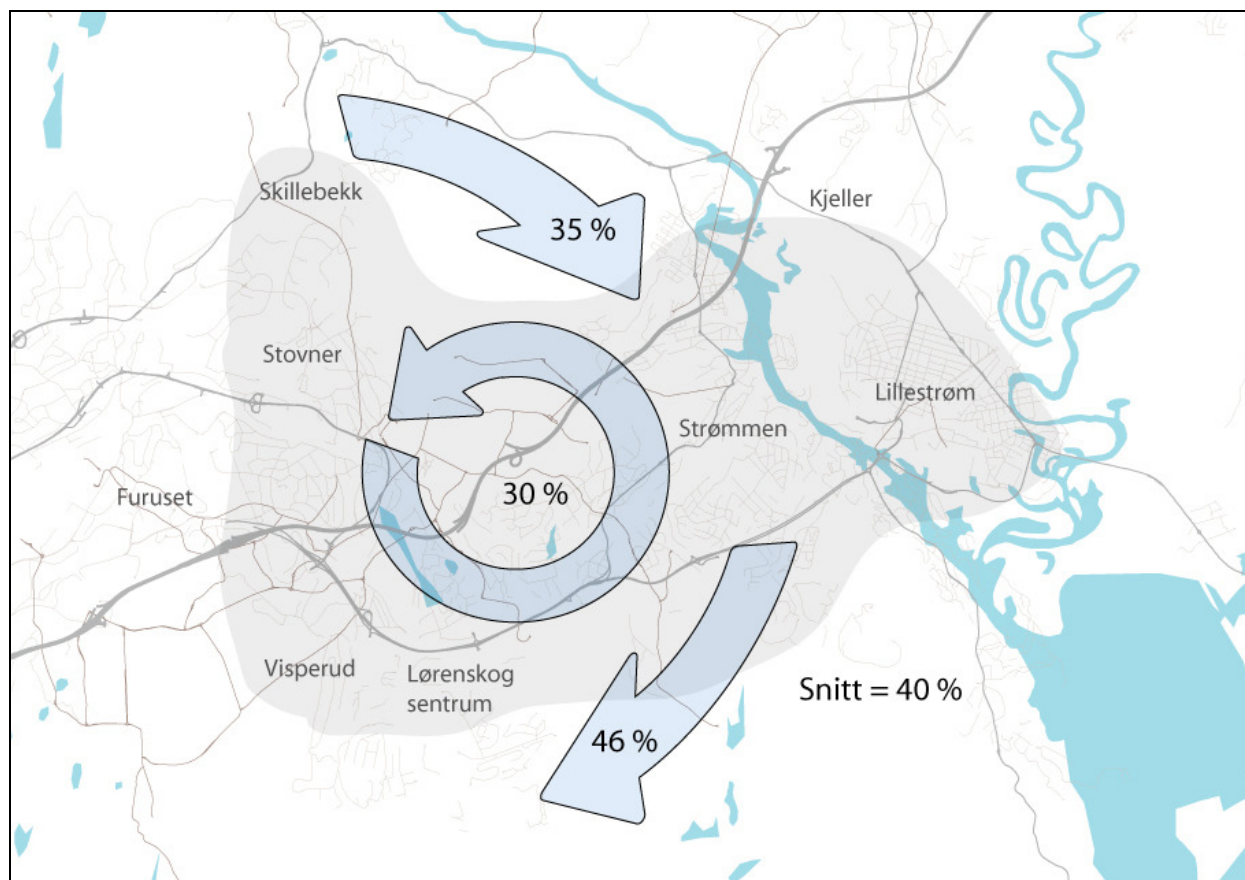 Skillebekk
Kjeller
35 %
Stovner
Lillestrøm
Strømmen
Furuset
30 %
Visperud
Lørenskog
sentrum
Snitt = 40 %
46 %